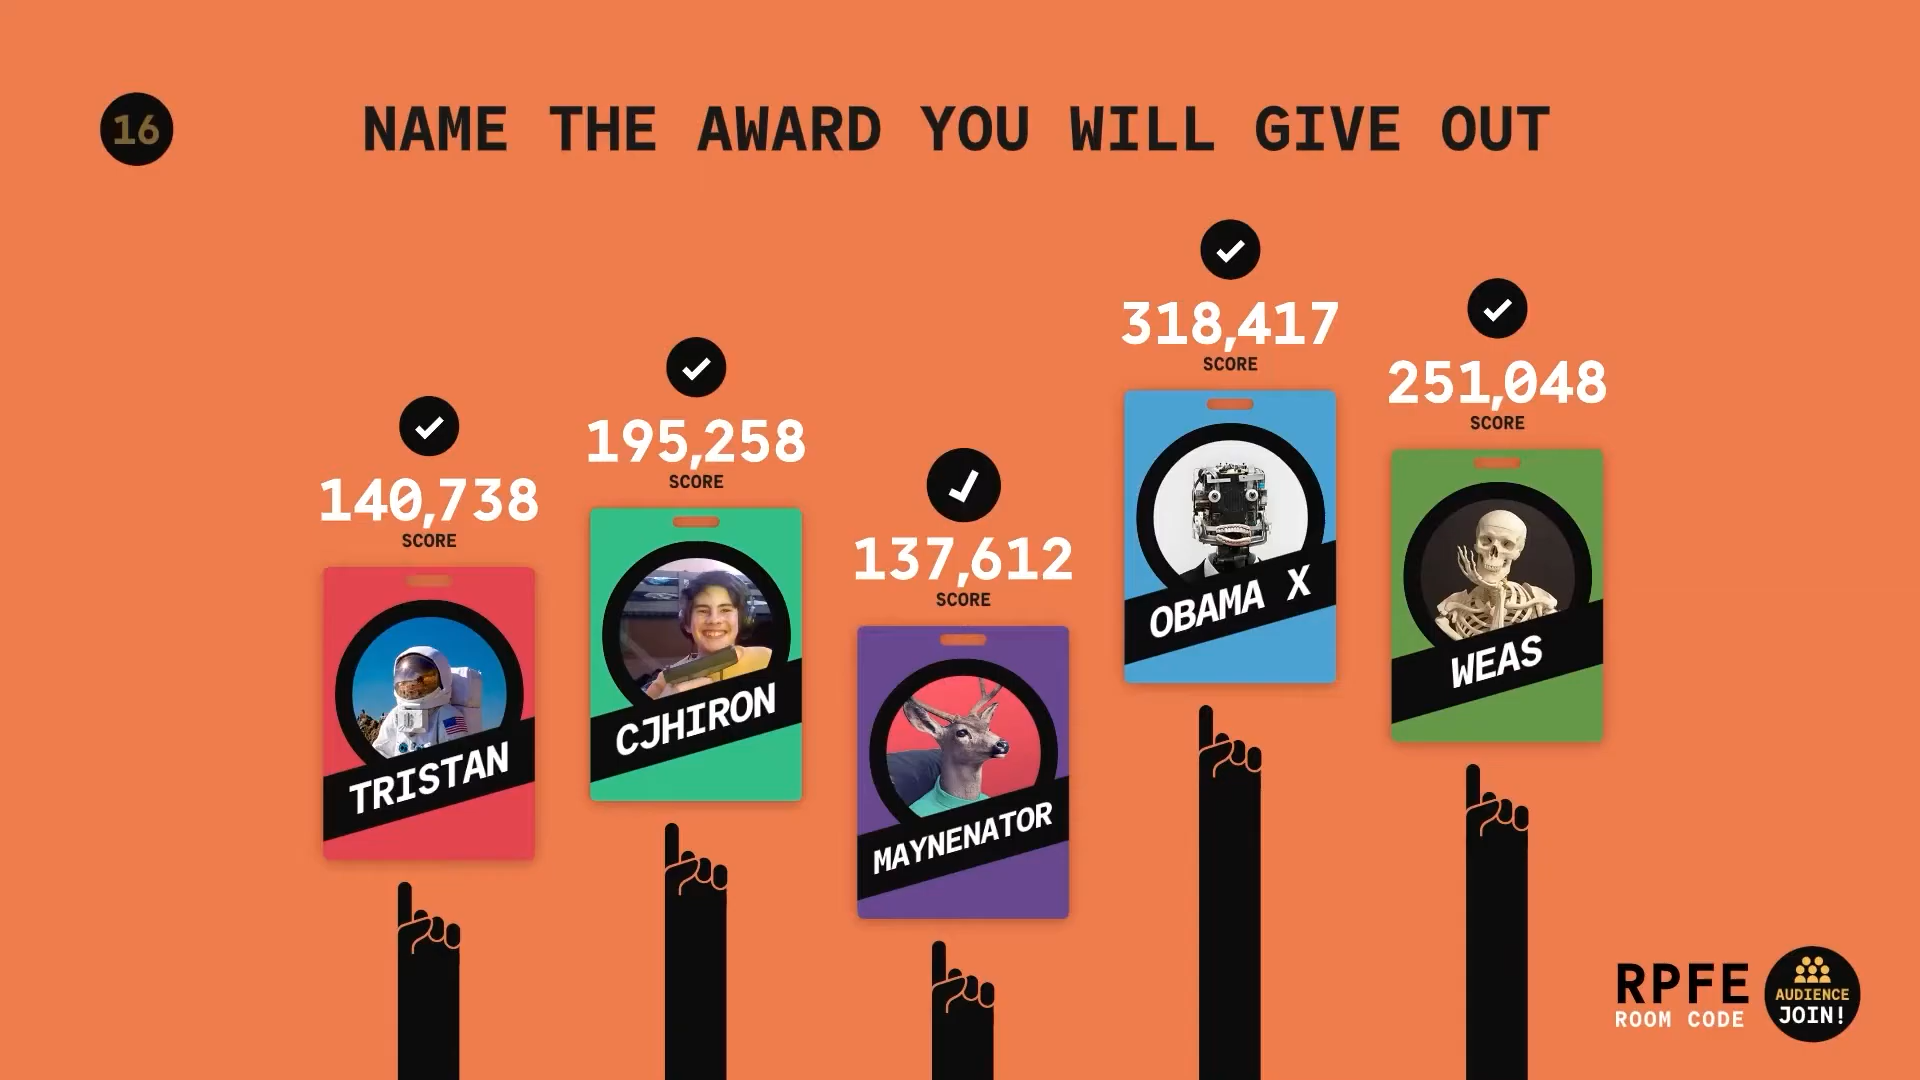 16
NAME THE AWARD YOU WILL GIVE OUT
140,738
SCORE
TRISTAN
195,258
SCORE
CJHIRON
137,612
SCORE
MAYNENATOR
318,417
SCORE
OBAMA X
251,048
SCORE
WEAS
RPFE
ROOM CODE
AUDIENCE
JOIN!